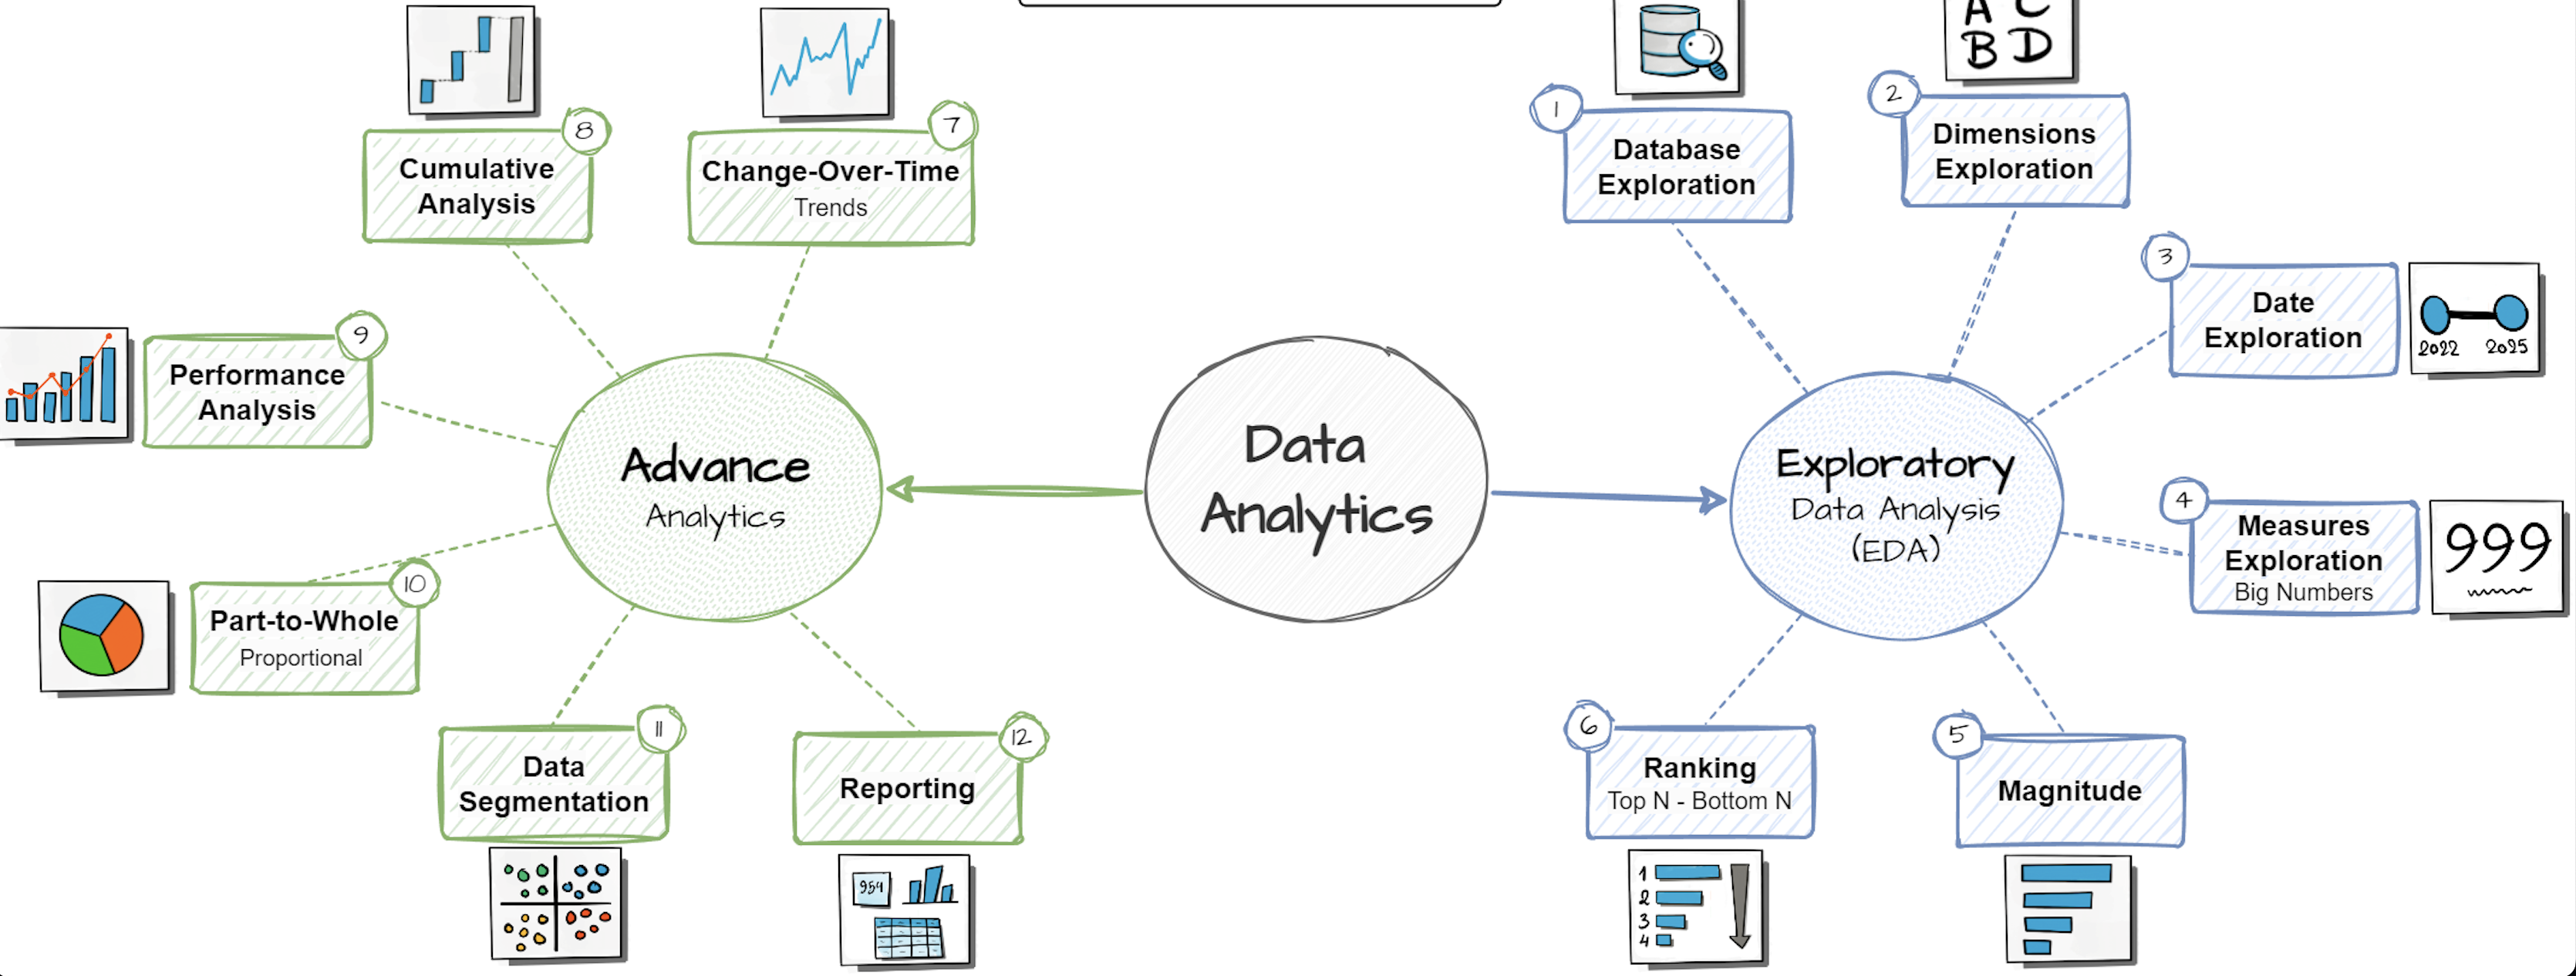 Data
Analytics
Exploratory
Data Analysis
(EDA)
1
Database
Exploration
A C
B D
2
Dimensions
Exploration
3
Date
Exploration
2022 2025
4
Measures
Exploration
Big Numbers
999
5
Magnitude
6
Ranking
Top N - Bottom N
1
2
3
4
Advance
Analytics
7
Change-Over-Time
Trends
8
Cumulative
Analysis
9
Performance
Analysis
10
Part-to-Whole
Proportional
11
Data
Segmentation
12
Reporting
954